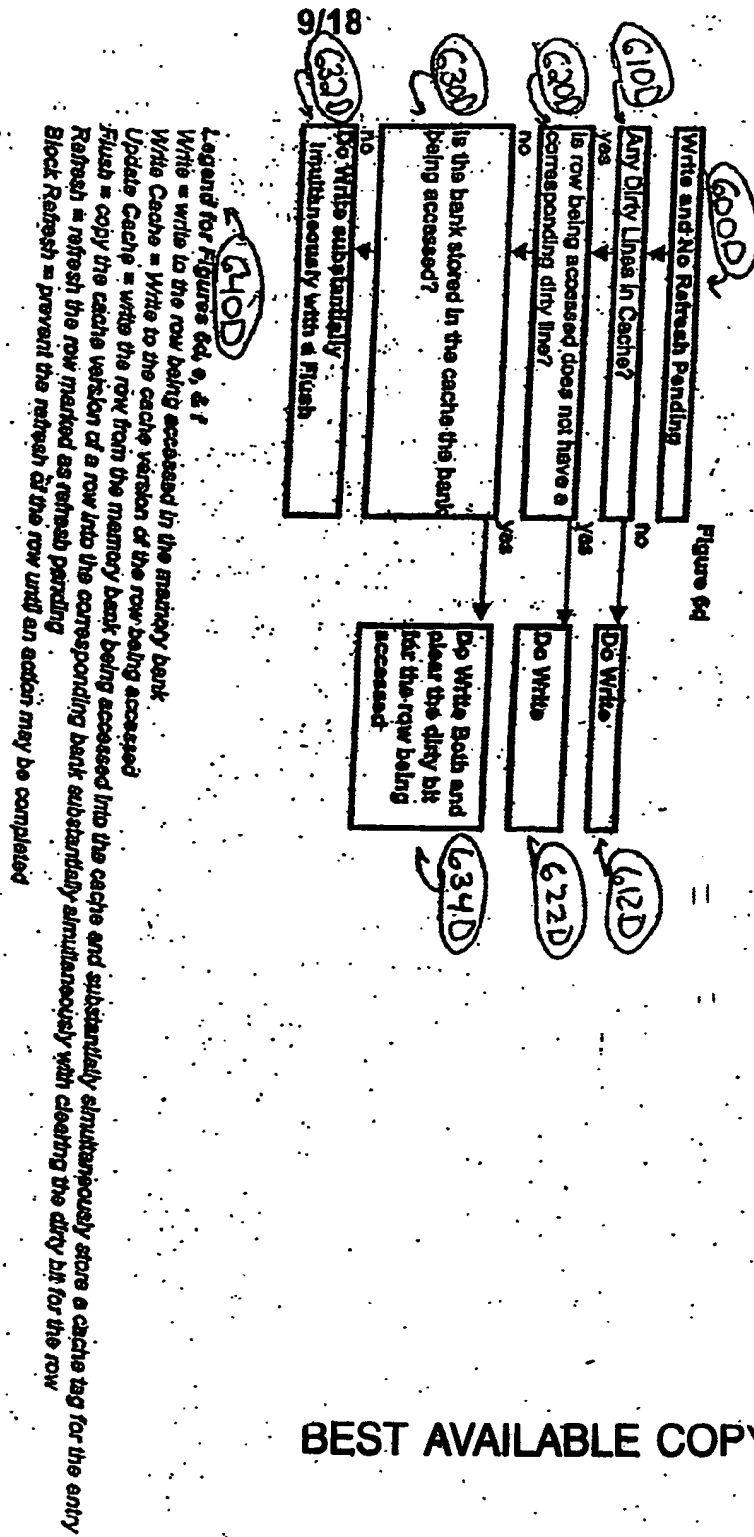 9/18
BEST AVAILABLE COPY
Figure 6d
600D
Write and No Refresh Pending
610D
Any Dirty Lines in Cache?
no
Do Write
612D
yes
620D
Is row being accessed does not have a
corresponding dirty line?
yes
Do Write
622D
no
630D
Is the bank stored in the cache the bank
being accessed?
yes
Do Write Both and
clear the dirty bit
for the row being
accessed
634D
no
632D
Do Write substantially
imultaneously with a Flush
640D
Legend for Figures 6d, e, & f
Write = write to the row being accessed in the memory bank
Write Cache = Write to the cache version of the row being accessed
Update Cache = write the row from the memory bank being accessed into the cache and substantially simultaneously store a cache tag for the entry
Flush = copy the cache version of a row into the corresponding bank substantially simultaneously with clearing the dirty bit for the row
Refresh = refresh the row marked as refresh pending
Block Refresh = prevent the refresh of the row until an action may be completed